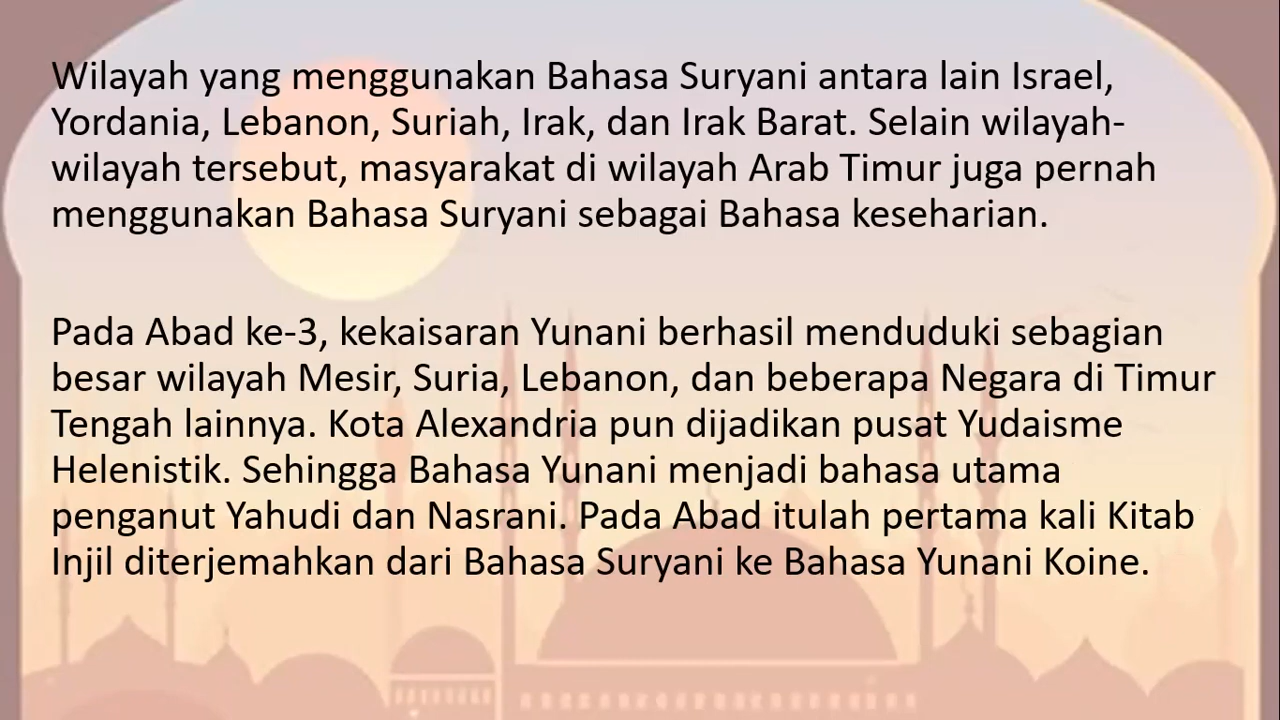 Wilayah yang menggunakan Bahasa Suryani antara lain Israel,
Yordania, Lebanon, Suriah, Irak, dan Irak Barat. Selain wilayah-
wilayah tersebut, masyarakat di wilayah Arab Timur juga pernah
menggunakan Bahasa Suryani sebagai Bahasa keseharian.
Pada Abad ke-3, kekaisaran Yunani berhasil menduduki sebagian
besar wilayah Mesir, Suria, Lebanon, dan beberapa Negara di Timur
Tengah lainnya. Kota Alexandria pun dijadikan pusat Yudaisme
Helenistik. Sehingga Bahasa Yunani menjadi bahasa utama
penganut Yahudi dan Nasrani. Pada Abad itulah pertama kali Kitab
Injil diterjemahkan dari Bahasa Suryani ke Bahasa Yunani Koine.